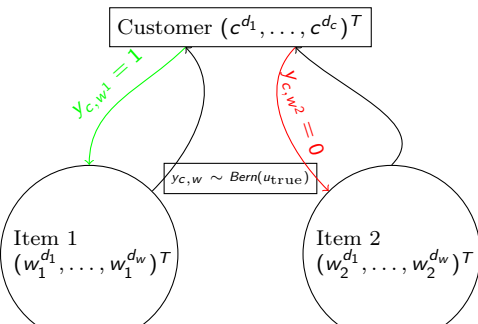 Customer $(c^{d_1}, \ldots, c^{d_c})^T$
$y_{c,w^1} = 1$
$y_{c,w^2} = 0$
$y_{c,w} \sim Bern(u_{\text{true}})$
Item 1
$(w_1^{d_1}, \ldots, w_1^{d_w})^T$
Item 2
$(w_2^{d_1}, \ldots, w_2^{d_w})^T$